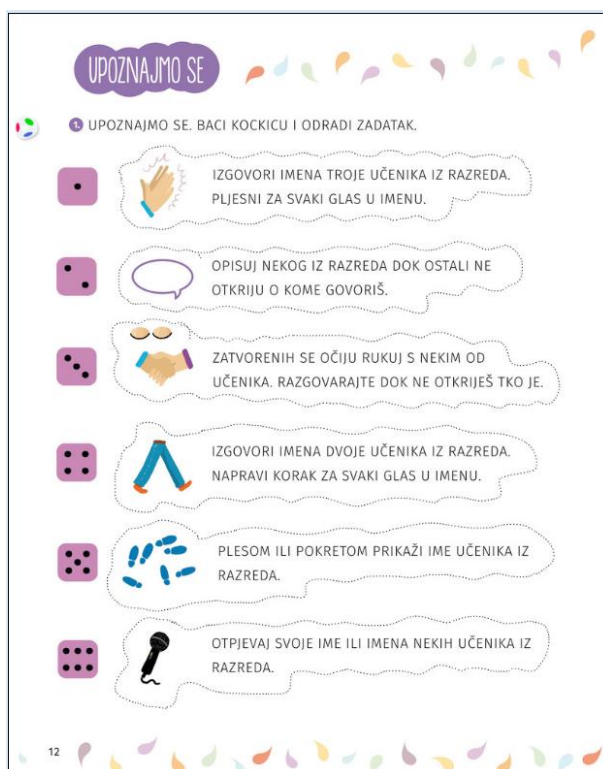 UPOZNAJMO SE
1. UPOZNAJMO SE. BACI KOCKICU I ODRADI ZADATAK.
IZGOVORI IMENA TROJE UČENIKA IZ RAZREDA.
PLJESNI ZA SVAKI GLAS U IMENU.
OPISUJ NEKOG IZ RAZREDA DOK OSTALI NE
OTKRIJU O KOME GOVORIŠ.
ZATVORENIH SE OČIJU RUKUJ S NEKIM OD
UČENIKA. RAZGOVARAJTE DOK NE OTKRIJEŠ TKO JE.
IZGOVORI IMENA DVOJE UČENIKA IZ RAZREDA.
NAPRAVI KORAK ZA SVAKI GLAS U IMENU.
PLESOM ILI POKRETOM PRIKAŽI IME UČENIKA IZ
RAZREDA.
OTPJEVAJ SVOJE IME ILI IMENA NEKIH UČENIKA IZ
RAZREDA.
12